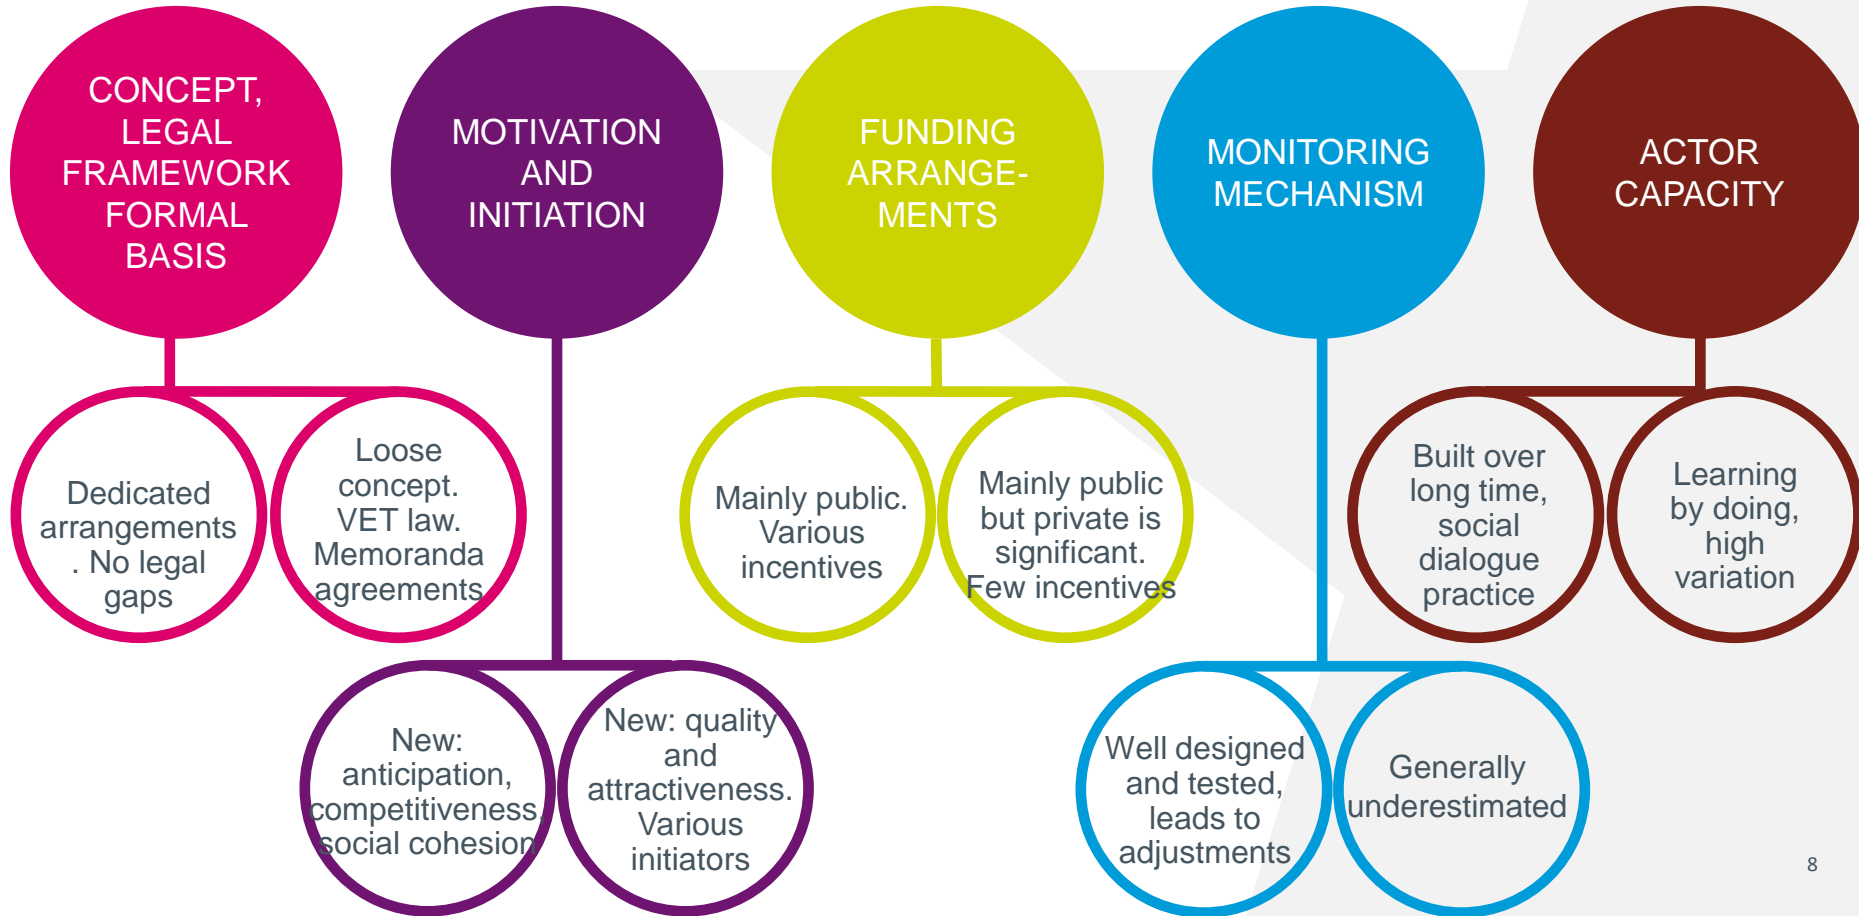 CONCEPT,
LEGAL
FRAMEWORK
FORMAL
BASIS
MOTIVATION
AND
INITIATION
FUNDING
ARRANGE-
MENTS
MONITORING
MECHANISM
ACTOR
CAPACITY
Dedicated
arrangements
. No legal
gaps
Loose
concept.
VET law.
Memoranda
agreements
Mainly public.
Various
incentives
Mainly public
but private is
significant.
Few incentives
Built over
long time,
social
dialogue
practice
Learning
by doing,
high
variation
New:
anticipation,
competitiveness,
social cohesion
New: quality
and
attractiveness.
Various
initiators
Well designed
and tested,
leads to
adjustments
Generally
underestimated
8